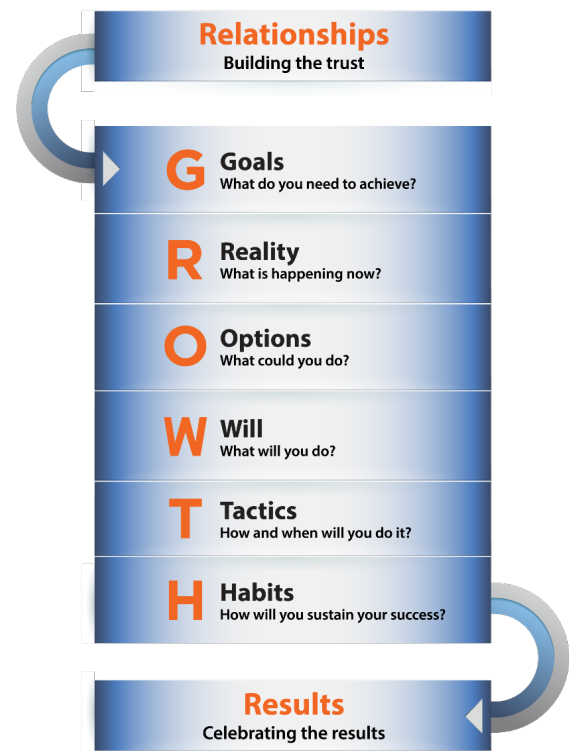 Relationships
Building the trust
G Goals
What do you need to achieve?
R Reality
What is happening now?
O Options
What could you do?
W Will
What will you do?
T Tactics
How and when will you do it?
H Habits
How will you sustain your success?
Results
Celebrating the results